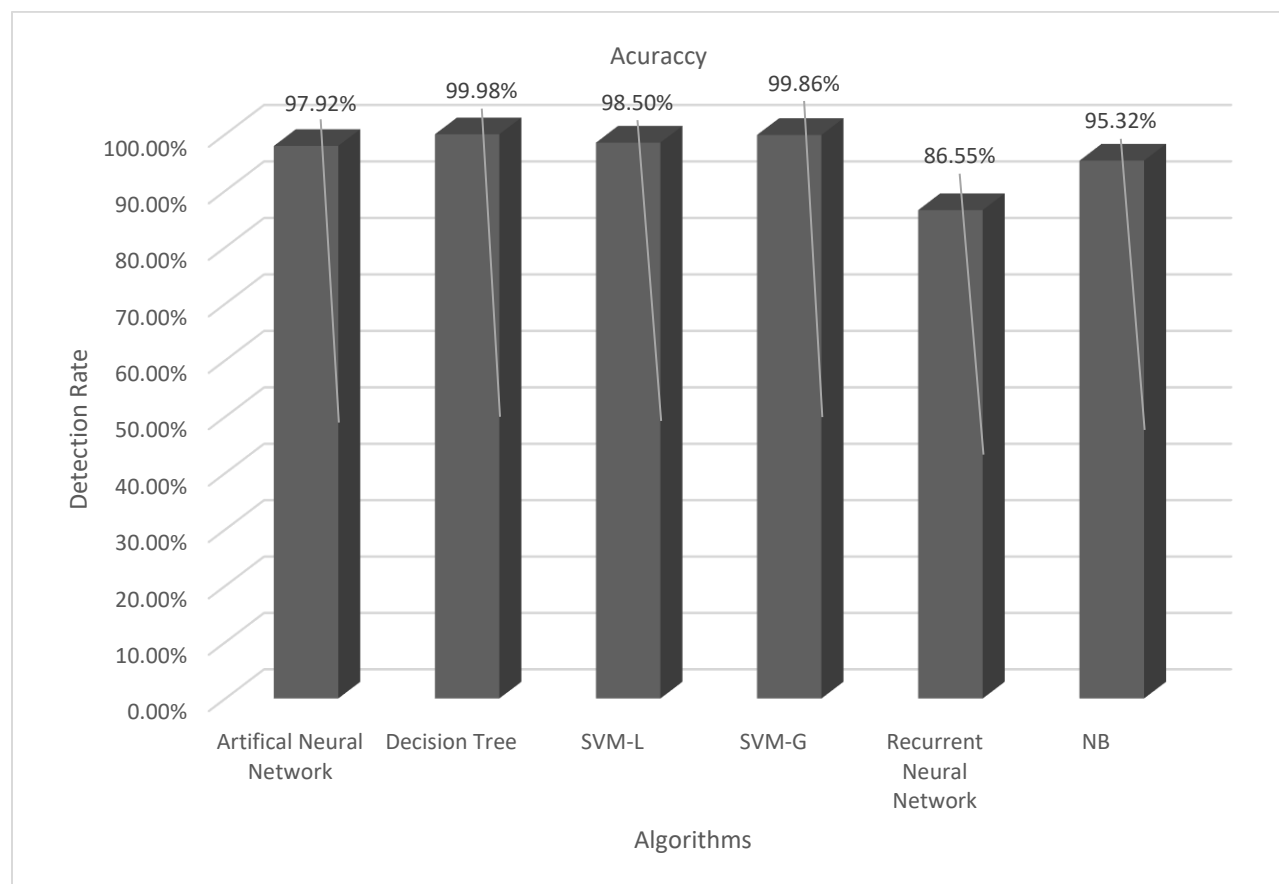 Acuraccy
97.92%
99.98%
98.50%
99.86%
86.55%
95.32%
100.00%
90.00%
80.00%
70.00%
60.00%
50.00%
40.00%
30.00%
20.00%
10.00%
0.00%
Detection Rate
Artifical Neural
Network
Decision Tree
SVM-L
SVM-G
Recurrent
Neural
Network
NB
Algorithms